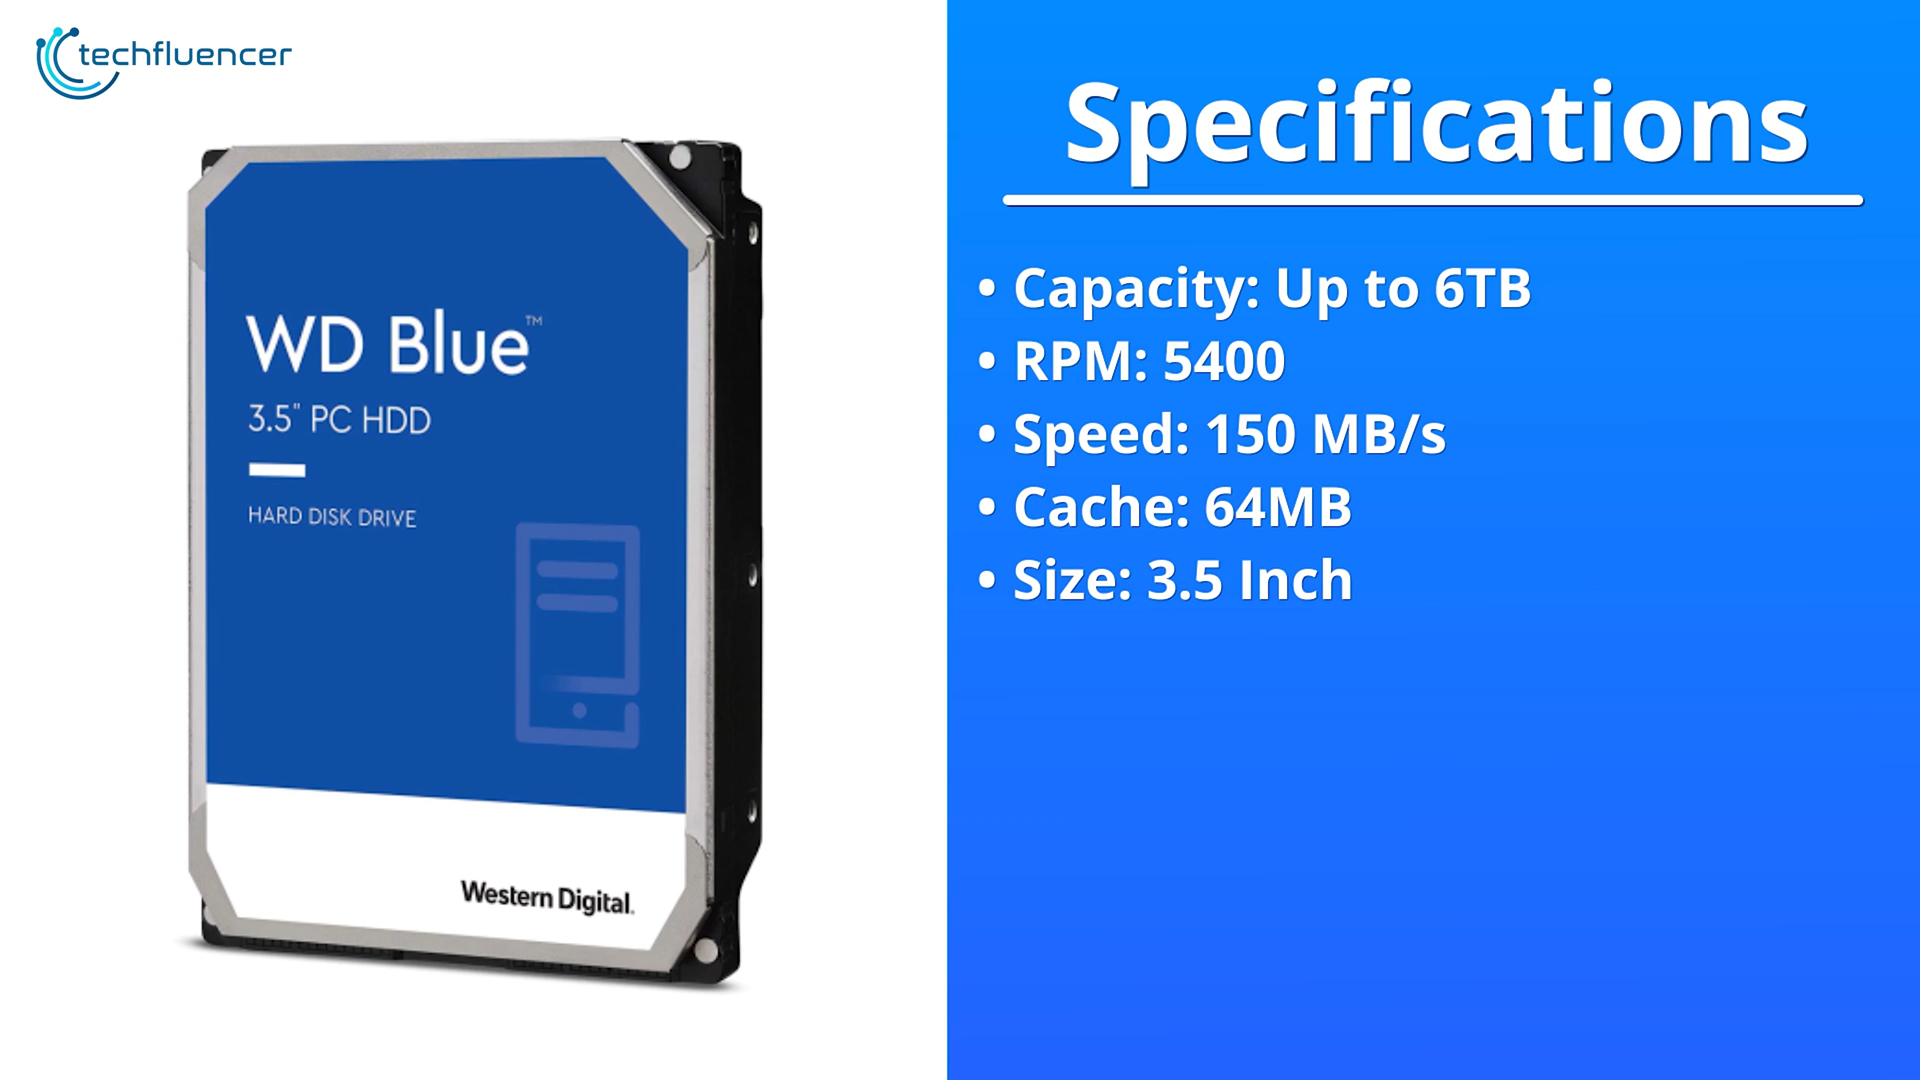 techfluencer
WD Blue™
3.5" PC HDD
HARD DISK DRIVE
Western Digital.
Specifications
• Capacity: Up to 6TB
• RPM: 5400
• Speed: 150 MB/s
• Cache: 64MB
• Size: 3.5 Inch